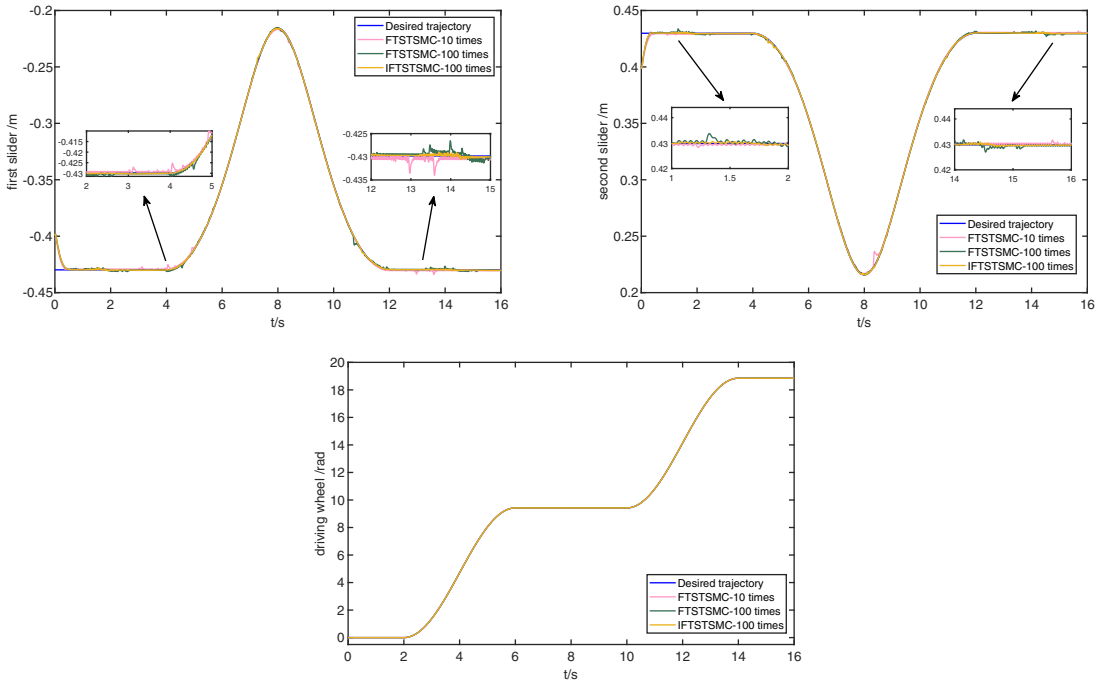 -0.2
-0.25
-0.3
-0.35
-0.4
-0.45
first slider /m
0 2 4 6 8 10 12 14 16
t/s
Desired trajectory
FTSTSMC-10 times
FTSTSMC-100 times
IFTSTSMC-100 times
-0.415
-0.42
-0.425
-0.43
2 3 4 5
-0.425
-0.43
-0.435
12 13 14 15
0.45
0.4
0.35
0.3
0.25
0.2
second slider /m
0 2 4 6 8 10 12 14 16
t/s
0.44
0.43
0.42
1 1.5 2
0.44
0.43
0.42
14 15 16
Desired trajectory
FTSTSMC-10 times
FTSTSMC-100 times
IFTSTSMC-100 times
20
18
16
14
12
10
8
6
4
2
0
driving wheel /rad
0 2 4 6 8 10 12 14 16
t/s
Desired trajectory
FTSTSMC-10 times
FTSTSMC-100 times
IFTSTSMC-100 times